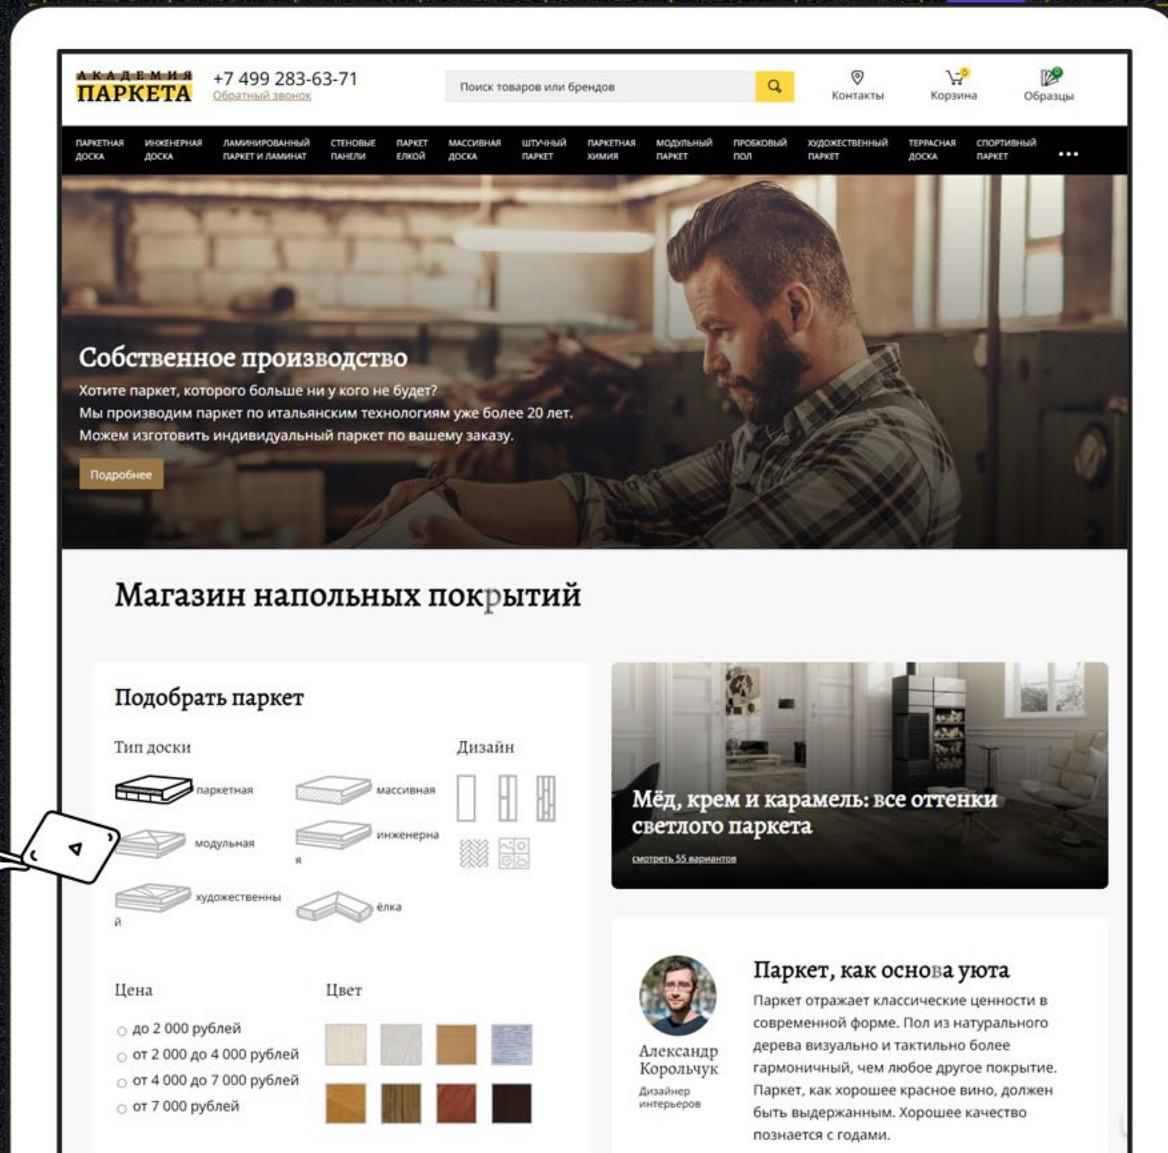 АКАДЕМИЯ
ПАРКЕТА
+7 499 283-63-71
Обратный звонок
Поиск товаров или брендов
Контакты
0
Корзина
0
Образцы
ПАРКЕТНАЯ
ДОСКА
ИНЖЕНЕРНАЯ
ДОСКА
ЛАМИНИРОВАННЫЙ
ПАРКЕТ И ЛАМИНАТ
СТЕНОВЫЕ
ПАНЕЛИ
ПАРКЕТ
ЕЛКОЙ
МАССИВНАЯ
ДОСКА
ШТУЧНЫЙ
ПАРКЕТ
ПАРКЕТНАЯ
ХИМИЯ
МОДУЛЬНЫЙ
ПАРКЕТ
ПРОБКОВЫЙ
ПОЛ
ХУДОЖЕСТВЕННЫЙ
ПАРКЕТ
ТЕРРАСНАЯ
ДОСКА
СПОРТИВНЫЙ
ПАРКЕТ
Собственное производство
Хотите паркет, которого больше ни у кого не будет?
Мы производим паркет по итальянским технологиям уже более 20 лет.
Можем изготовить индивидуальный паркет по вашему заказу.
Подробнее
Магазин напольных покрытий
Подобрать паркет
Тип доски
паркетная
массивная
модульная
инженерна
я
художественны
й
ёлка
Дизайн
Цена
до 2 000 рублей
от 2 000 до 4 000 рублей
от 4 000 до 7 000 рублей
от 7 000 рублей
Цвет
Мёд, крем и карамель: все оттенки
светлого паркета
смотреть 55 вариантов
Александр
Корольчук
Дизайнер
интерьеров
Паркет, как основа уюта
Паркет отражает классические ценности в
современной форме. Пол из натурального
дерева визуально и тактильно более
гармоничный, чем любое другое покрытие.
Паркет, как хорошее красное вино, должен
быть выдержанным. Хорошее качество
познается с годами.